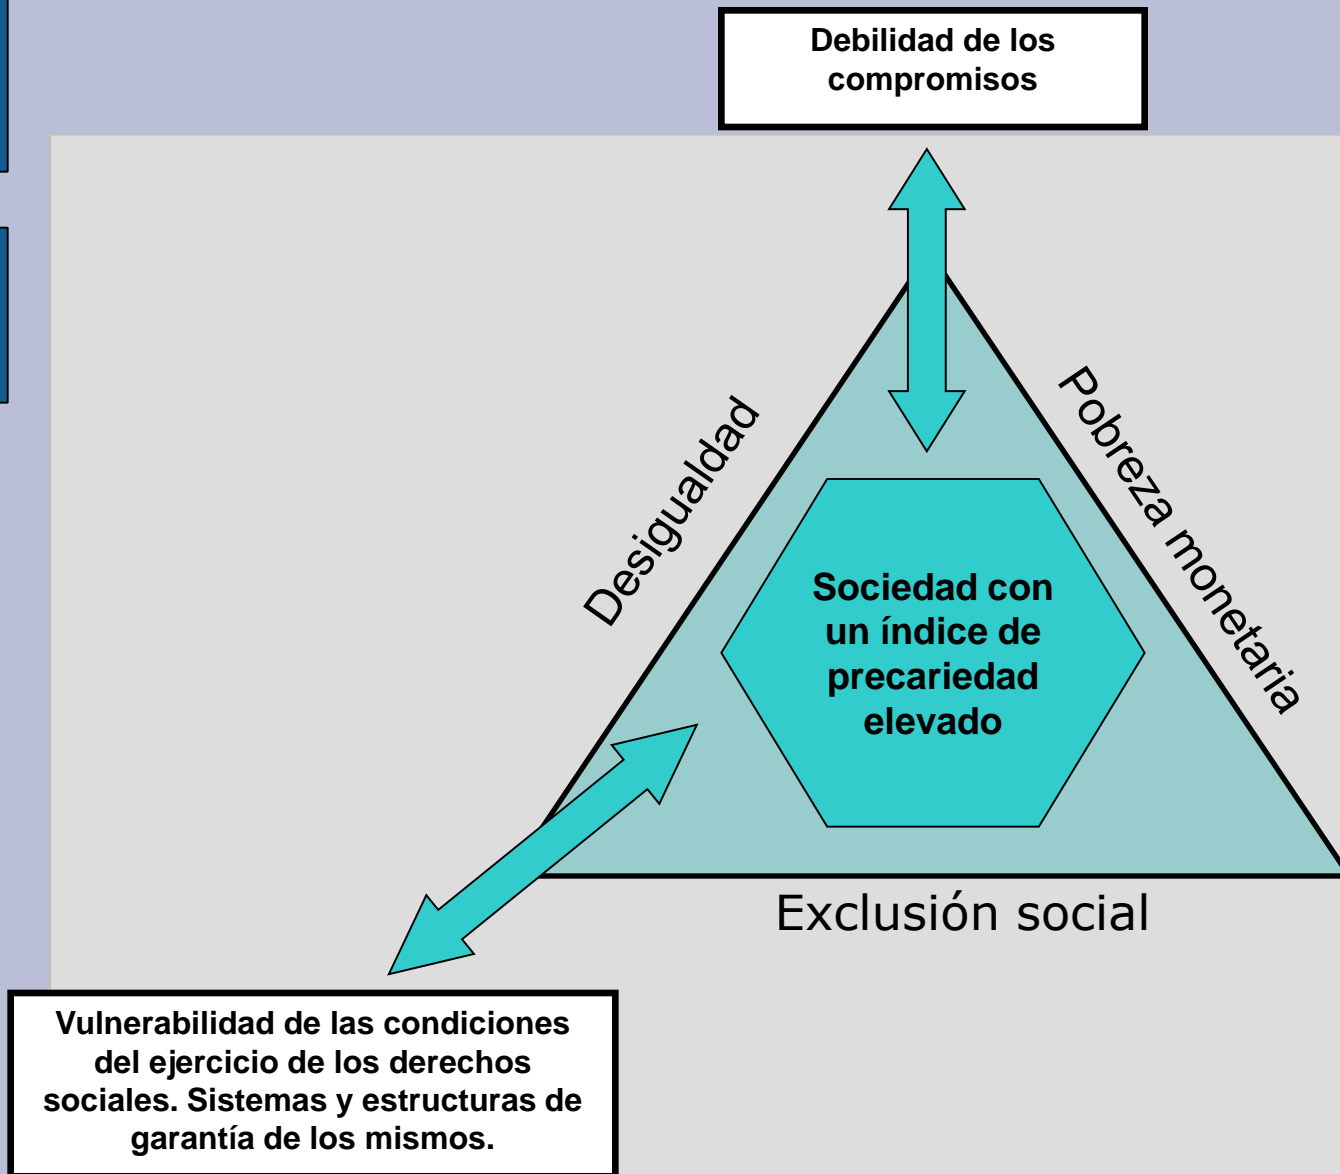 Debilidad de los
compromisos
Desigualdad
Pobreza monetaria
Sociedad con
un índice de
precariedad
elevado
Exclusión social
Vulnerabilidad de las condiciones
del ejercicio de los derechos
sociales. Sistemas y estructuras de
garantía de los mismos.